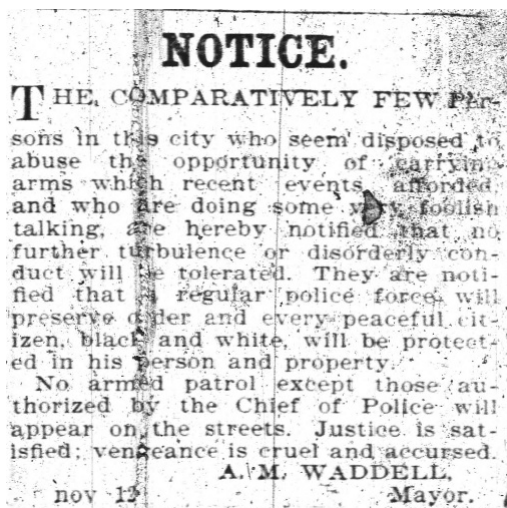 NOTICE.
THE COMPARATIVELY FEW Per-
sons in this city who seem disposed to
abuse the opportunity of carrying
arms which recent events afforded
and who are doing some very foolish
talking, are hereby notified that no
further turbulence or disorderly con-
duct will be tolerated. They are noti-
fied that a regular police force will
preserve order and every peaceful cit-
izen, black and white, will be protect-
ed in his person and property.
No armed patrol except those au-
thorized by the Chief of Police will
appear on the streets. Justice is sat-
isfied; vengeance is cruel and accursed.
A. M. WADDELL,
nov 12 Mayor.